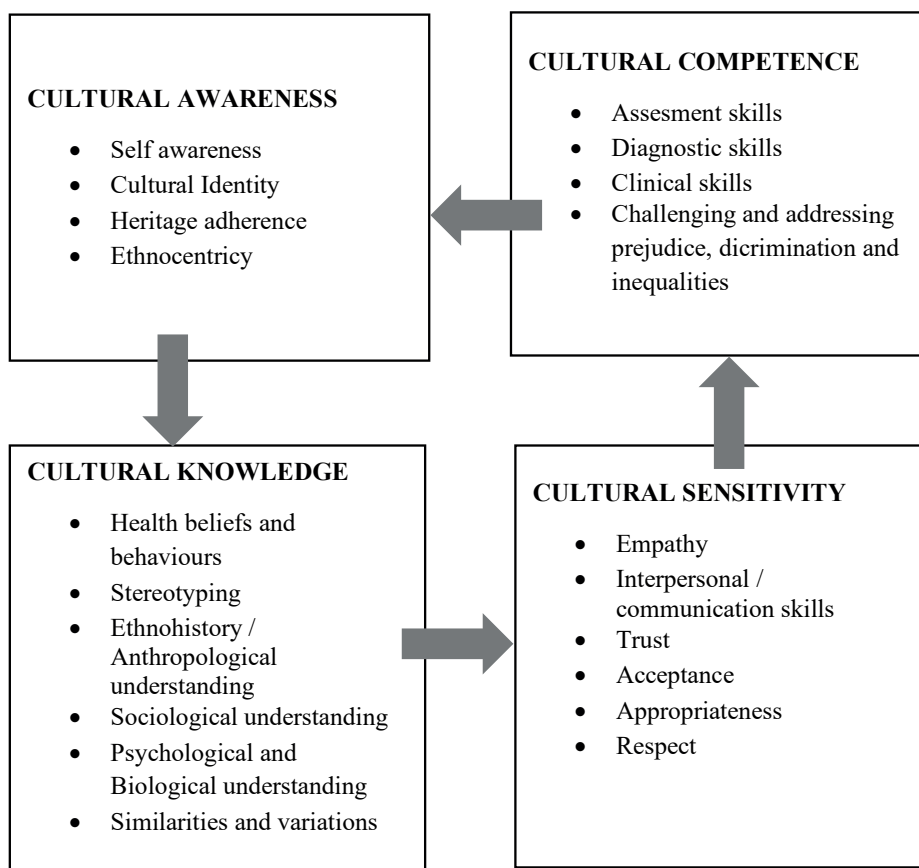 CULTURAL AWARENESS
• Self awareness
• Cultural Identity
• Heritage adherence
• Ethnocentricy
CULTURAL COMPETENCE
• Assesment skills
• Diagnostic skills
• Clinical skills
• Challenging and addressing
prejudice, dicrimination and
inequalities
CULTURAL KNOWLEDGE
• Health beliefs and
behaviours
• Stereotyping
• Ethnohistory /
Anthropological
understanding
• Sociological understanding
• Psychological and
Biological understanding
• Similarities and variations
CULTURAL SENSITIVITY
• Empathy
• Interpersonal /
communication skills
• Trust
• Acceptance
• Appropriateness
• Respect